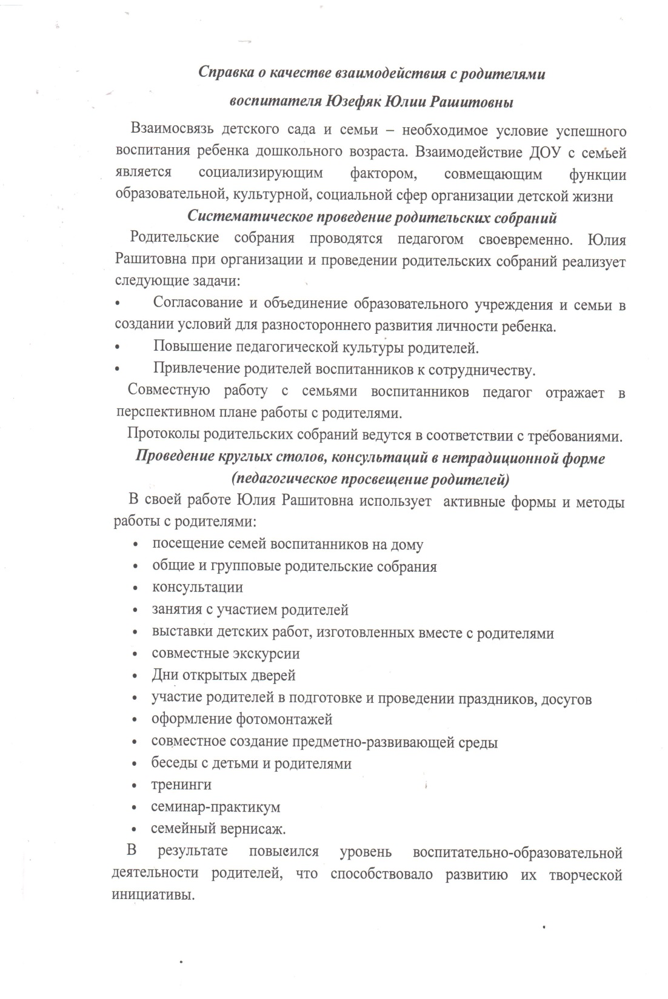 Справка о качестве взаимодействия с родителями
воспитателя Юзефяк Юлии Рашитовны
Взаимосвязь детского сада и семьи – необходимое условие успешного
воспитания ребенка дошкольного возраста. Взаимодействие ДОУ с семьей
является социализирующим фактором, совмещающим функции
образовательной, культурной, социальной сфер организации детской жизни
Систематическое проведение родительских собраний
Родительские собрания проводятся педагогом своевременно. Юлия
Рашитовна при организации и проведении родительских собраний реализует
следующие задачи:
• Согласование и объединение образовательного учреждения и семьи в
создании условий для разностороннего развития личности ребенка.
• Повышение педагогической культуры родителей.
• Привлечение родителей воспитанников к сотрудничеству.
Совместную работу с семьями воспитанников педагог отражает в
перспективном плане работы с родителями.
Протоколы родительских собраний ведутся в соответствии с требованиями.
Проведение круглых столов, консультаций в нетрадиционной форме
(педагогическое просвещение родителей)
В своей работе Юлия Рашитовна использует активные формы и методы
работы с родителями:
• посещение семей воспитанников на дому
• общие и групповые родительские собрания
• консультации
• занятия с участием родителей
• выставки детских работ, изготовленных вместе с родителями
• совместные экскурсии
• Дни открытых дверей
• участие родителей в подготовке и проведении праздников, досугов
• оформление фотомонтажей
• совместное создание предметно-развивающей среды
• беседы с детьми и родителями
• тренинги
• семинар-практикум
• семейный вернисаж.
В результате повысился уровень воспитательно-образовательной
деятельности родителей, что способствовало развитию их творческой
инициативы.